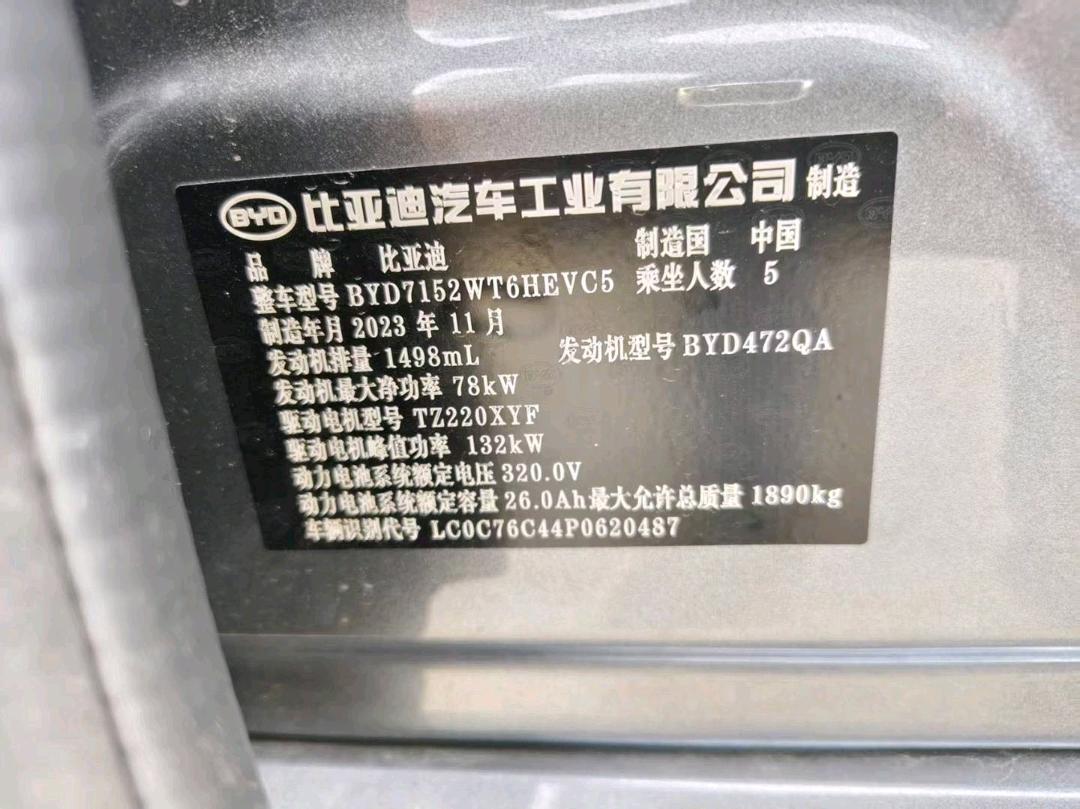 BYD 比亚迪汽车工业有限公司 制造
品 牌 比亚迪 制造国 中国
整车型号 BYD7152WT6HEVC5 乘坐人数 5
制造年月 2023 年 11 月
发动机排量 1498mL 发动机型号 BYD472QA
发动机最大净功率 78kW
驱动电机型号 TZ220XYF
驱动电机峰值功率 132kW
动力电池系统额定电压 320.0V
动力电池系统额定容量 26.0Ah 最大允许总质量 1890kg
车辆识别代号 LC0C76C44P0620487